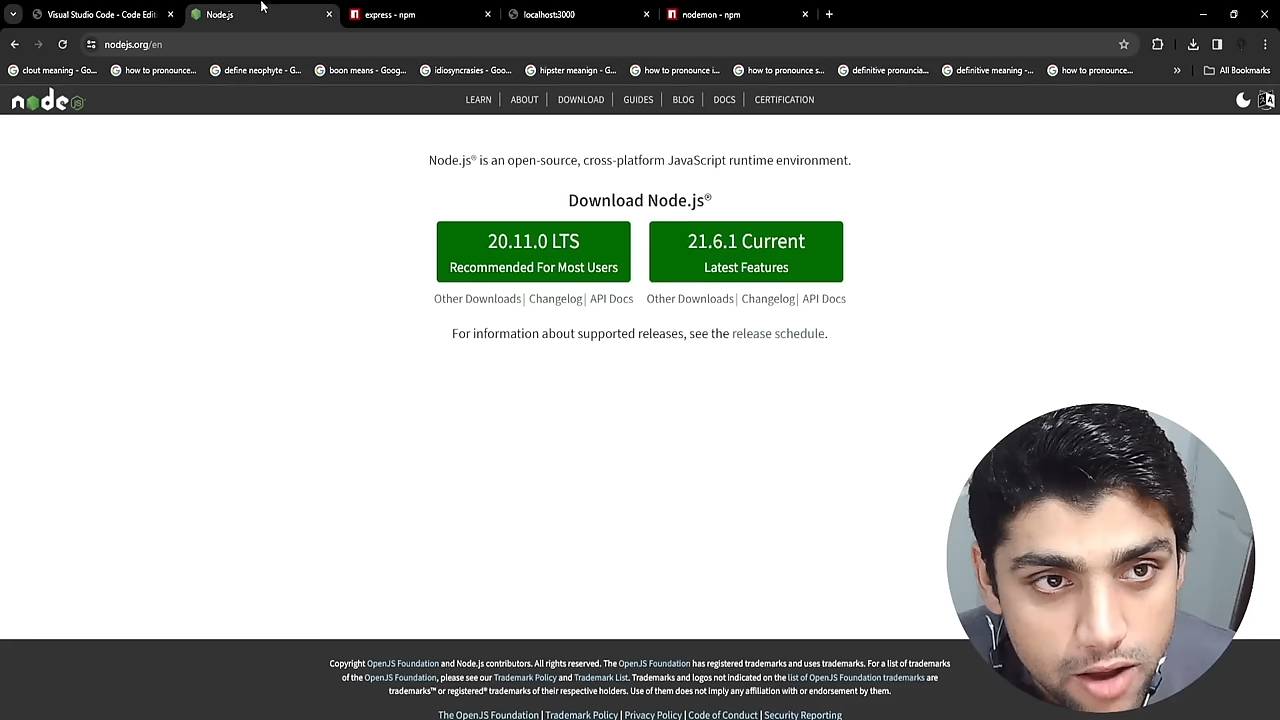 Visual Studio Code - Code Edit
Node.js
express - npm
localhost:3000
nodemon - npm
nodejs.org/en
clout meaning - Goo...
how to pronounce...
define neophyte - G...
boon means - Goog...
idiosyncrasies - Goo...
hipster meanign - G...
how to pronounce i...
how to pronounce s...
definitive pronuncia...
definitive meaning -...
how to pronounce...
All Bookmarks
node JS
LEARN
ABOUT
DOWNLOAD
GUIDES
BLOG
DOCS
CERTIFICATION
Node.js® is an open-source, cross-platform JavaScript runtime environment.
Download Node.js®
20.11.0 LTS
Recommended For Most Users
21.6.1 Current
Latest Features
Other Downloads | Changelog | API Docs
Other Downloads | Changelog | API Docs
For information about supported releases, see the release schedule.
Copyright OpenJS Foundation and Node.js contributors. All rights reserved. The OpenJS Foundation has registered trademarks and uses trademarks. For a list of trademarks
of the OpenJS Foundation, please see our Trademark Policy and Trademark List. Trademarks and logos not indicated on the list of OpenJS Foundation trademarks are
trademarks™ or registered® trademarks of their respective holders. Use of them does not imply any affiliation with or endorsement by them.
The OpenJS Foundation | Trademark Policy | Privacy Policy | Code of Conduct | Security Reporting